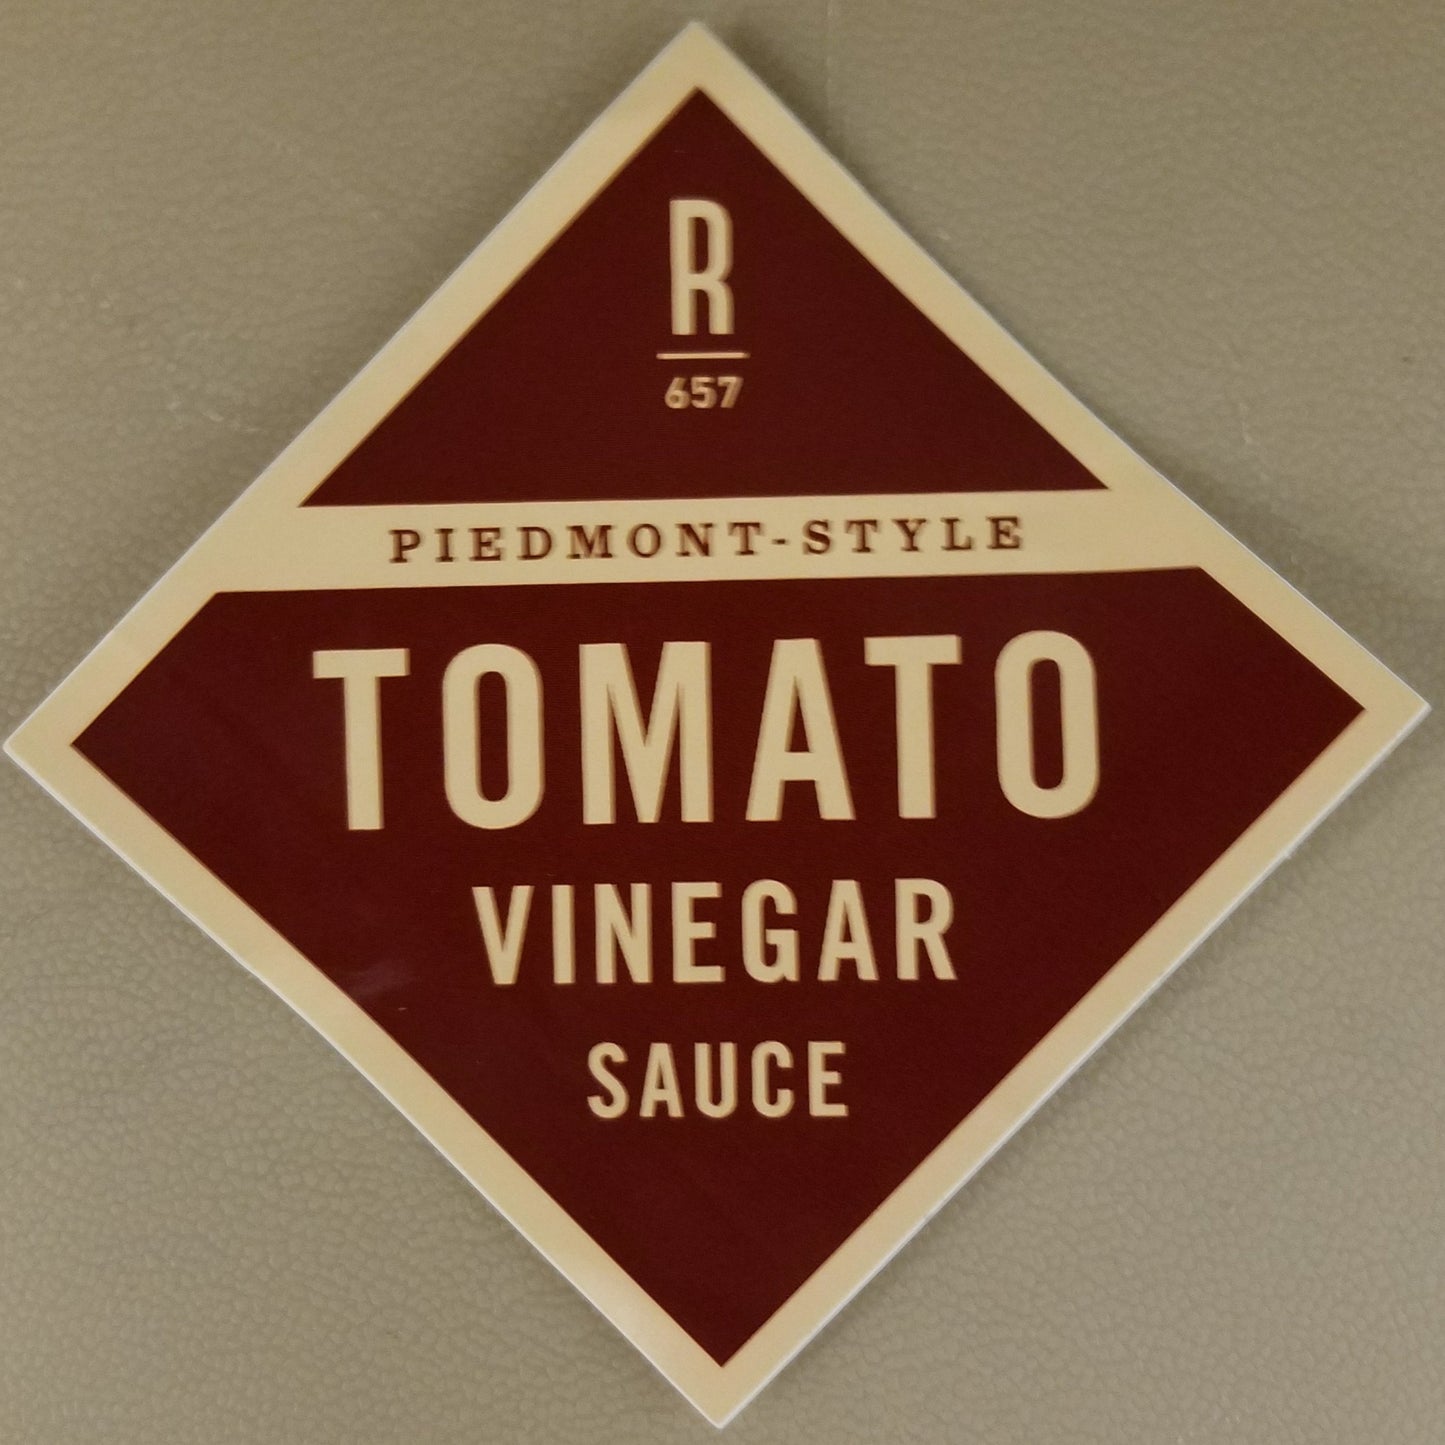 R
657
PIEDMONT-STYLE
TOMATO
VINEGAR
SAUCE